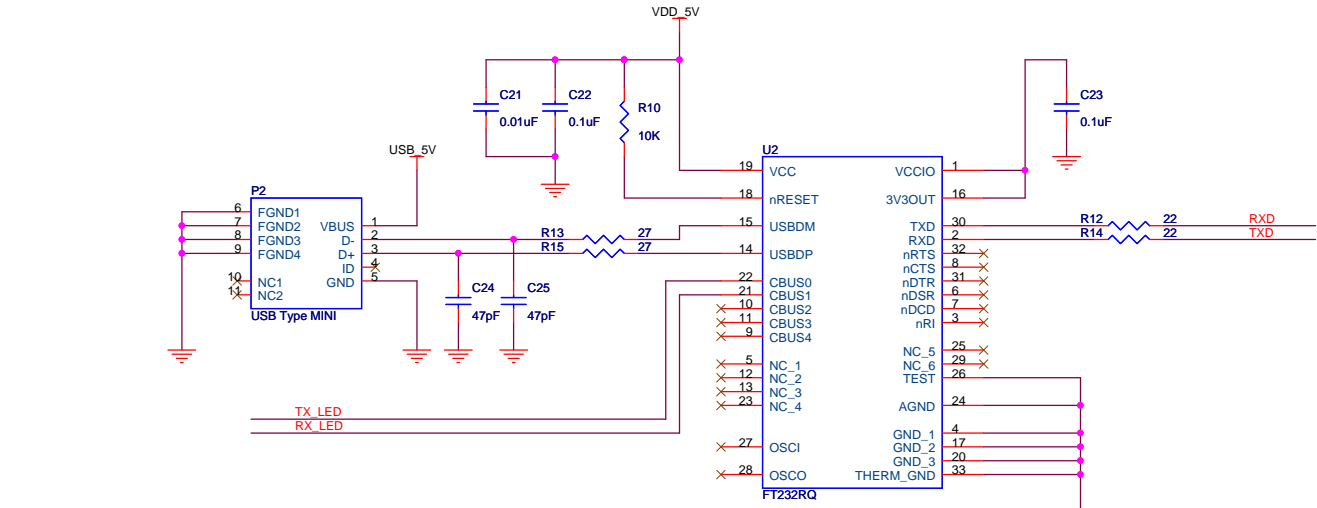 VDD_5V
C21
0.01uF
C22
0.1uF
R10
10K
C23
0.1uF
USB_5V
U2
19 VCC
18 nRESET
15 USBDM
14 USBDP
22 CBUS0
21 CBUS1
10 CBUS2
11 CBUS3
9 CBUS4
5 NC_1
12 NC_2
13 NC_3
23 NC_4
27 OSCI
28 OSCO
VCCIO 1
3V3OUT 16
TXD 30
RXD 2
nRTS 32
nCTS 8
nDTR 31
nDSR 6
nDCD 7
nRI 3
NC_5 25
NC_6 29
TEST 26
AGND 24
GND_1 4
GND_2 17
GND_3 20
THERM_GND 33
FT232RQ
R12 22 RXD
R14 22 TXD
P2
6 FGND1
7 FGND2
8 FGND3
9 FGND4
10 NC1
11 NC2
VBUS 1
D- 2
D+ 3
ID 4
GND 5
USB Type MINI
R13 27
R15 27
C24
47pF
C25
47pF
TX_LED
RX_LED